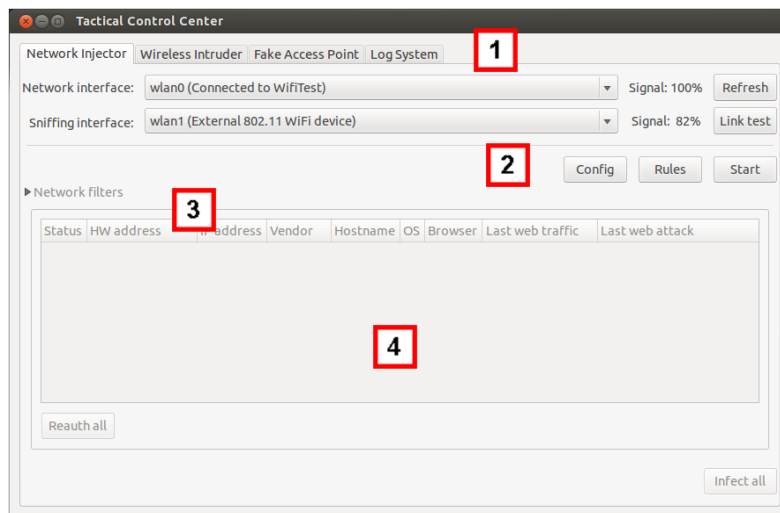 Tactical Control Center
Network Injector Wireless Intruder Fake Access Point Log System
1
Network interface: wlan0 (Connected to WifiTest) Signal: 100% Refresh
Sniffing interface: wlan1 (External 802.11 WiFi device) Signal: 82% Link test
2
Config Rules Start
Network filters
3
Status HW address IP address Vendor Hostname OS Browser Last web traffic Last web attack
4
Reauth all
Infect all